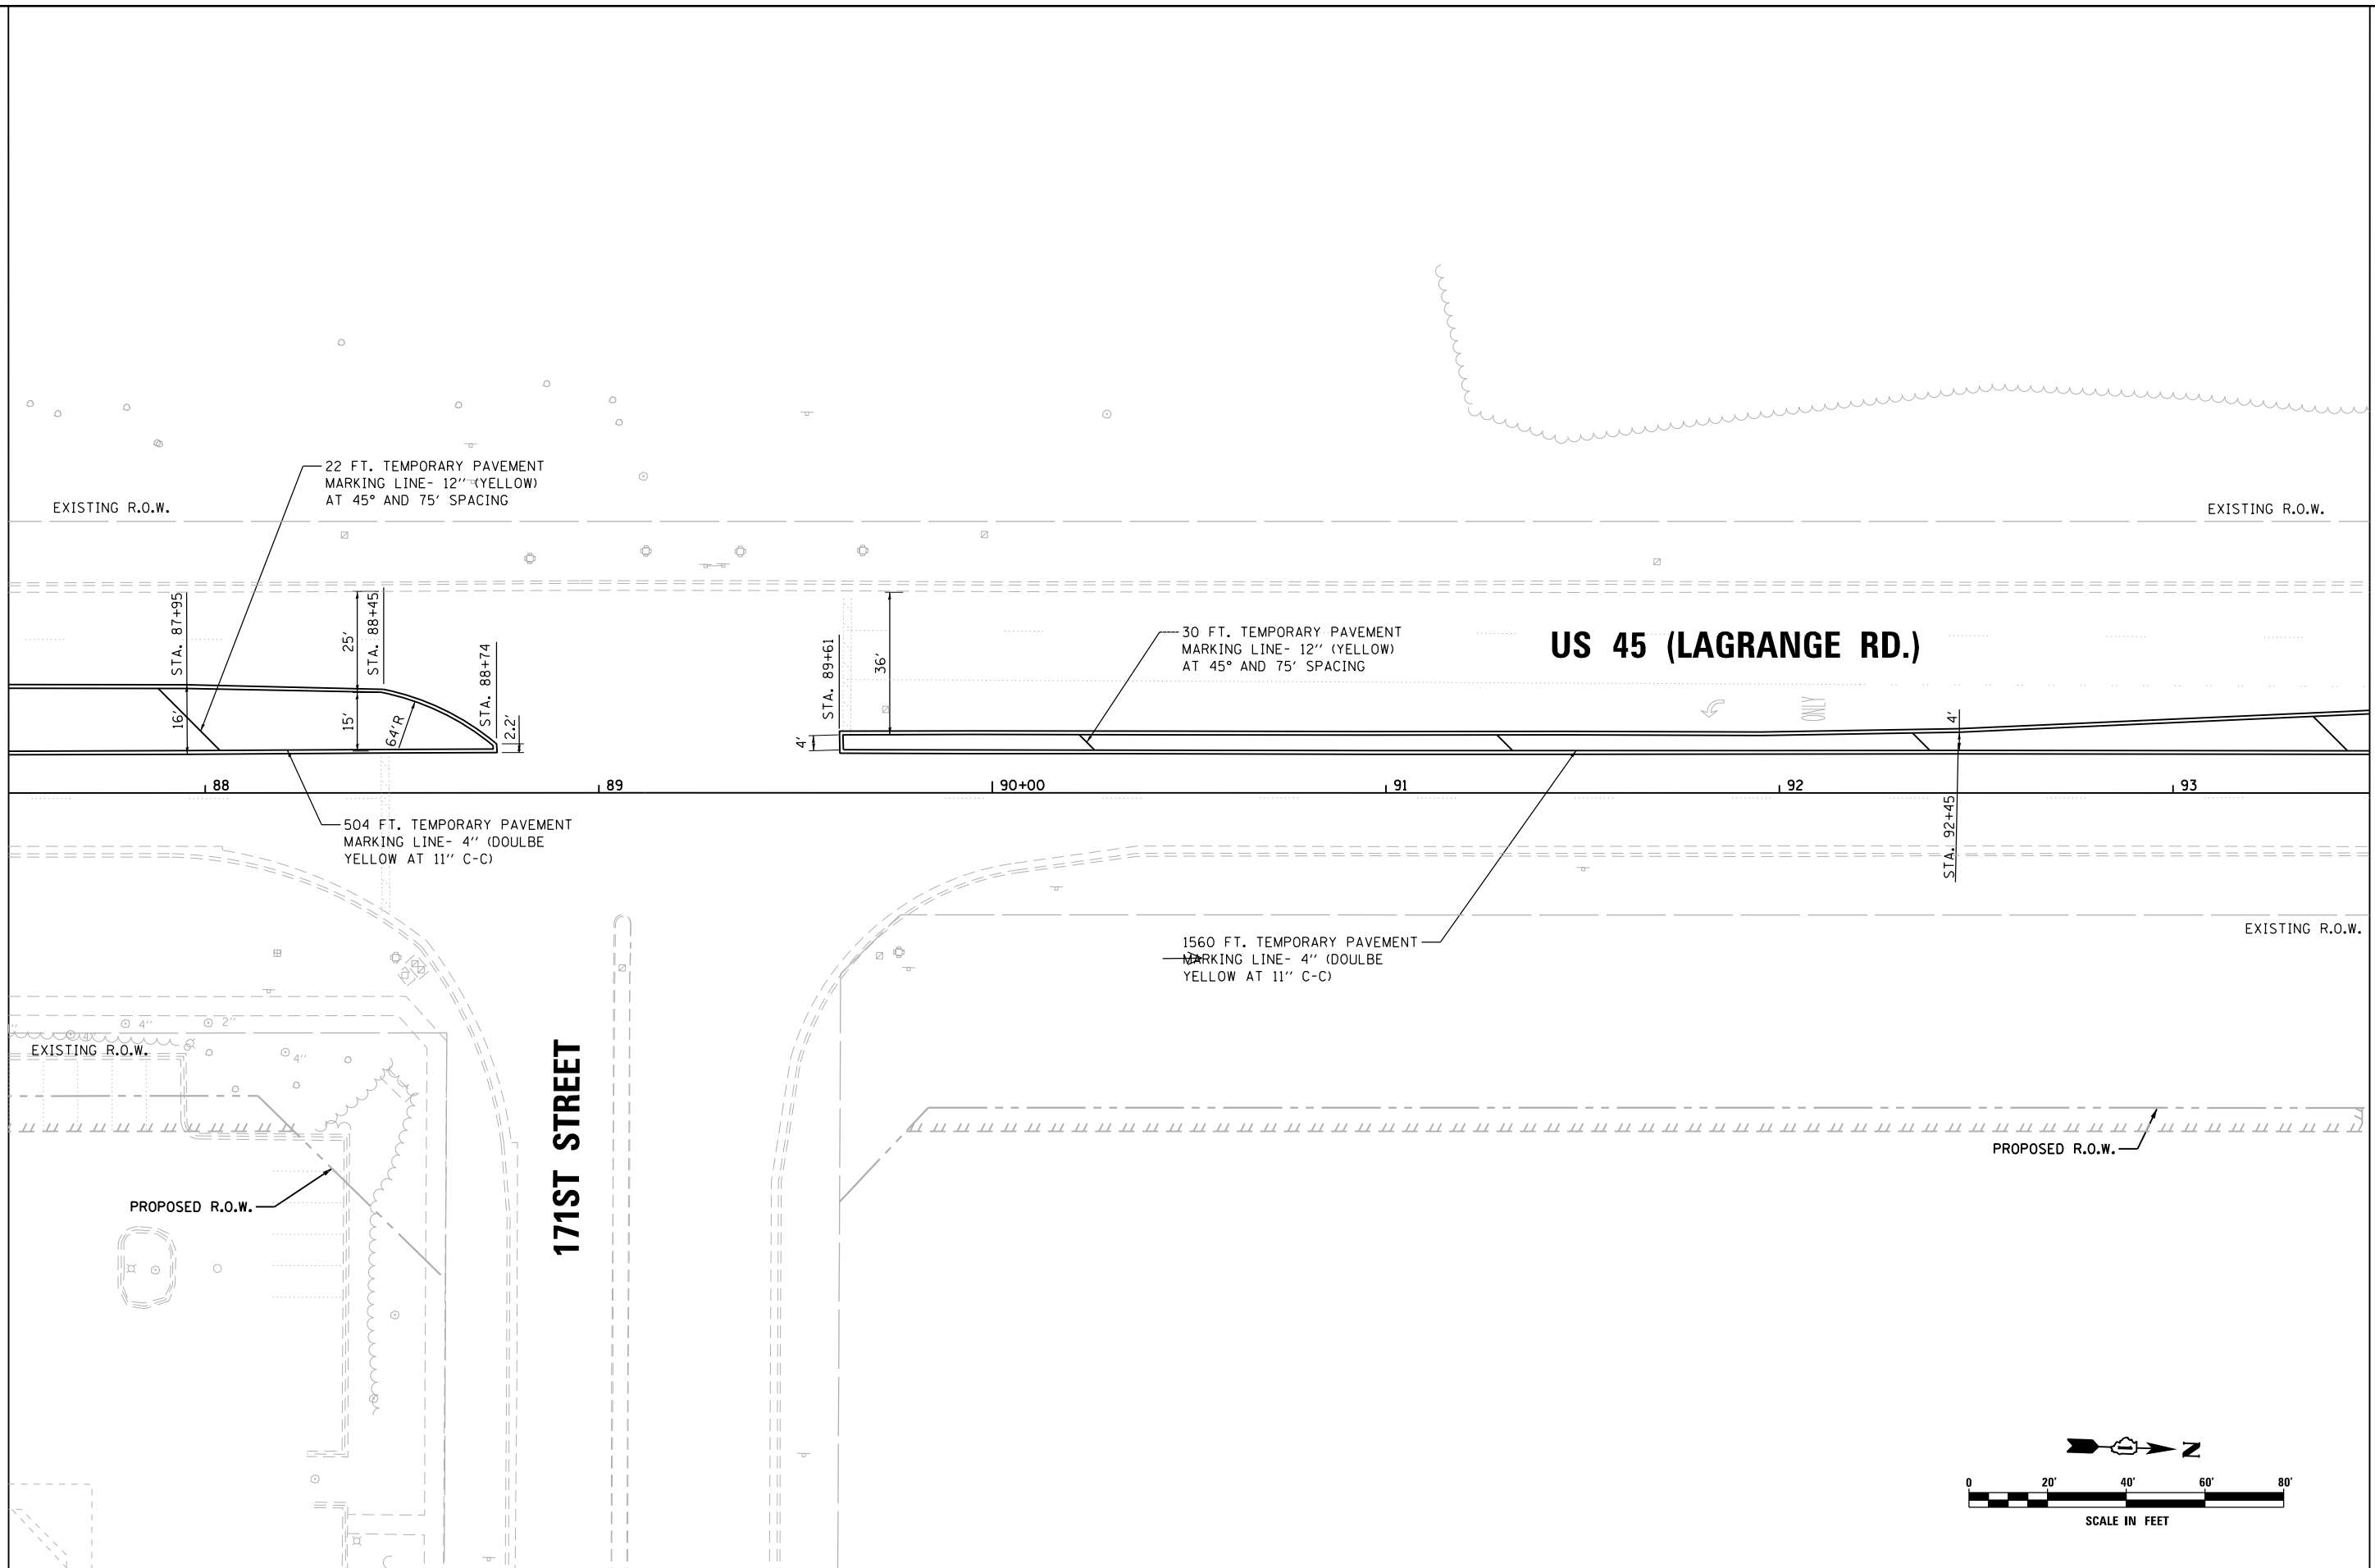 22 FT. TEMPORARY PAVEMENT
MARKING LINE- 12'' (YELLOW)
AT 45° AND 75' SPACING
EXISTING R.O.W.
EXISTING R.O.W.
STA. 87+95
16'
25'
15'
STA. 88+45
64'R
STA. 88+74
2.2'
STA. 89+61
4'
36'
30 FT. TEMPORARY PAVEMENT
MARKING LINE- 12'' (YELLOW)
AT 45° AND 75' SPACING
US 45 (LAGRANGE RD.)
ONLY
4'
STA. 92+45
88
89
90+00
91
92
93
504 FT. TEMPORARY PAVEMENT
MARKING LINE- 4'' (DOULBE
YELLOW AT 11'' C-C)
1560 FT. TEMPORARY PAVEMENT
MARKING LINE- 4'' (DOULBE
YELLOW AT 11'' C-C)
EXISTING R.O.W.
4''
4''
2''
4''
EXISTING R.O.W.
171ST STREET
PROPOSED R.O.W.
PROPOSED R.O.W.
N
0 20' 40' 60' 80'
SCALE IN FEET